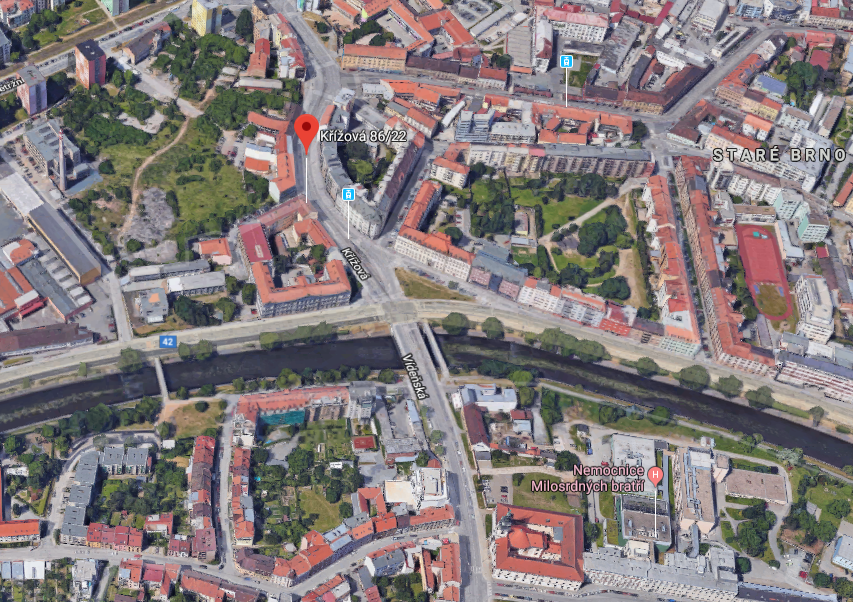 Křížová 86/22
STARÉ BRNO
Křížová
42
Vídeňská
Nemocnice
Milosrdných bratří
H